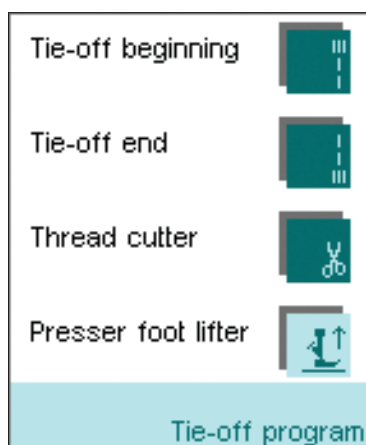 Tie-off beginning
Tie-off end
Thread cutter
Presser foot lifter
Tie-off program